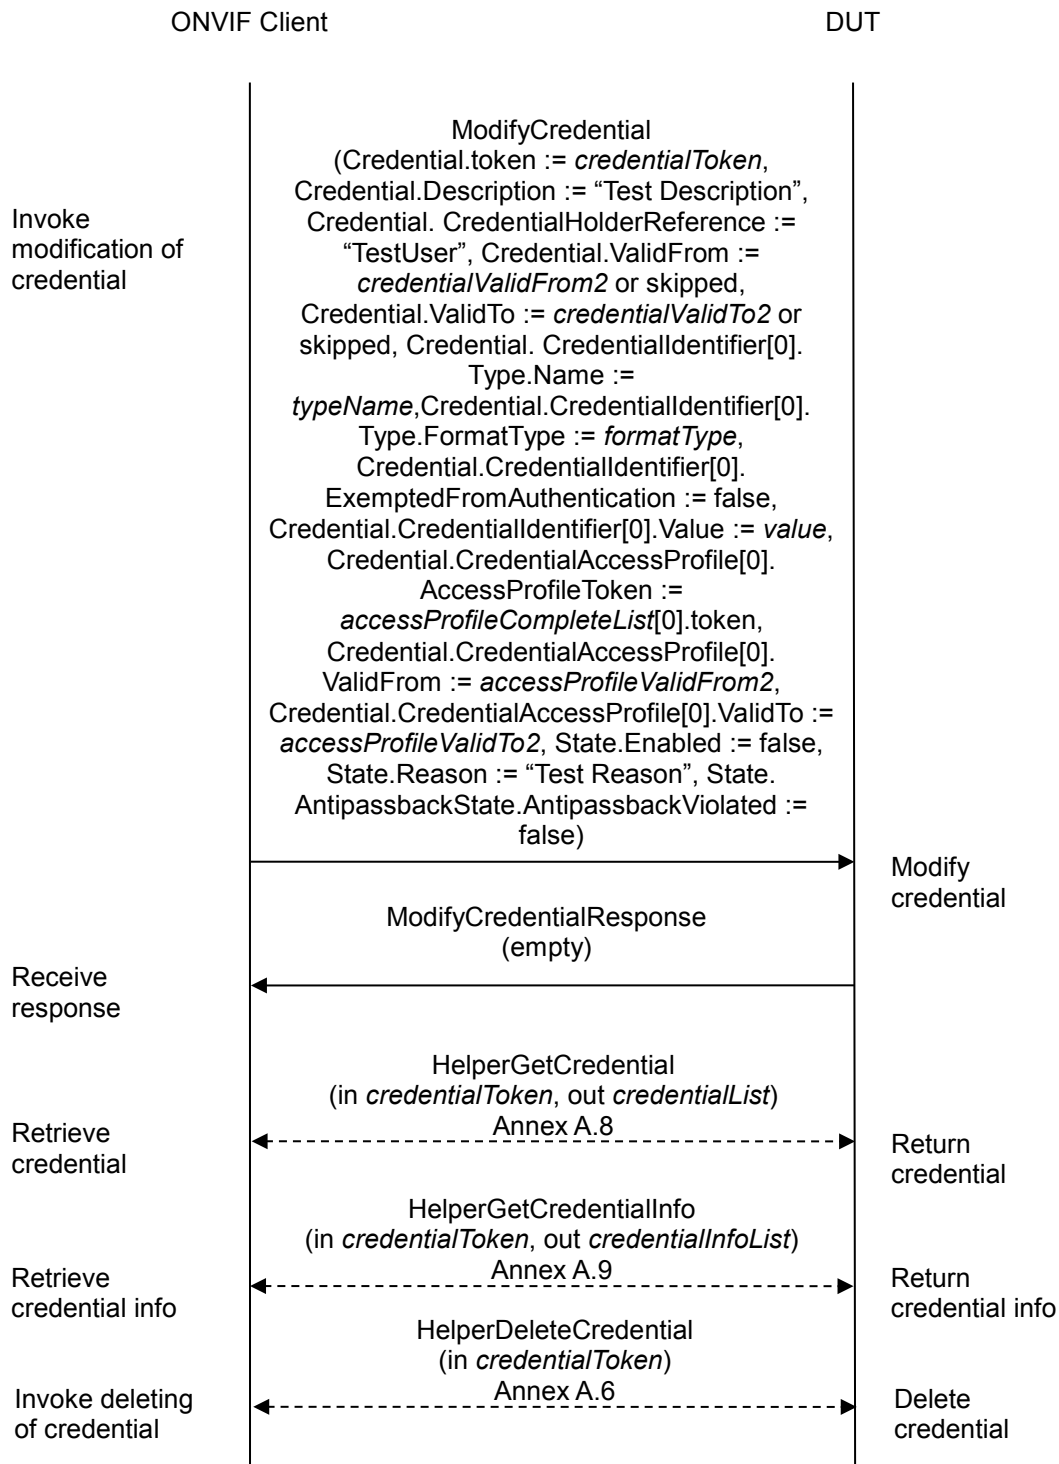 ONVIF Client
DUT
ModifyCredential
(Credential.token := credentialToken,
Credential.Description := “Test Description”,
Credential. CredentialHolderReference :=
“TestUser”, Credential.ValidFrom :=
credentialValidFrom2 or skipped,
Credential.ValidTo := credentialValidTo2 or
skipped, Credential. CredentialIdentifier[0].
Type.Name :=
typeName,Credential.CredentialIdentifier[0].
Type.FormatType := formatType,
Credential.CredentialIdentifier[0].
ExemptedFromAuthentication := false,
Credential.CredentialIdentifier[0].Value := value,
Credential.CredentialAccessProfile[0].
AccessProfileToken :=
accessProfileCompleteList[0].token,
Credential.CredentialAccessProfile[0].
ValidFrom := accessProfileValidFrom2,
Credential.CredentialAccessProfile[0].ValidTo :=
accessProfileValidTo2, State.Enabled := false,
State.Reason := “Test Reason”, State.
AntipassbackState.AntipassbackViolated :=
false)
Invoke
modification of
credential
Modify
credential
ModifyCredentialResponse
(empty)
Receive
response
HelperGetCredential
(in credentialToken, out credentialList)
Annex A.8
Retrieve
credential
Return
credential
HelperGetCredentialInfo
(in credentialToken, out credentialInfoList)
Annex A.9
Retrieve
credential info
Return
credential info
HelperDeleteCredential
(in credentialToken)
Annex A.6
Invoke deleting
of credential
Delete
credential